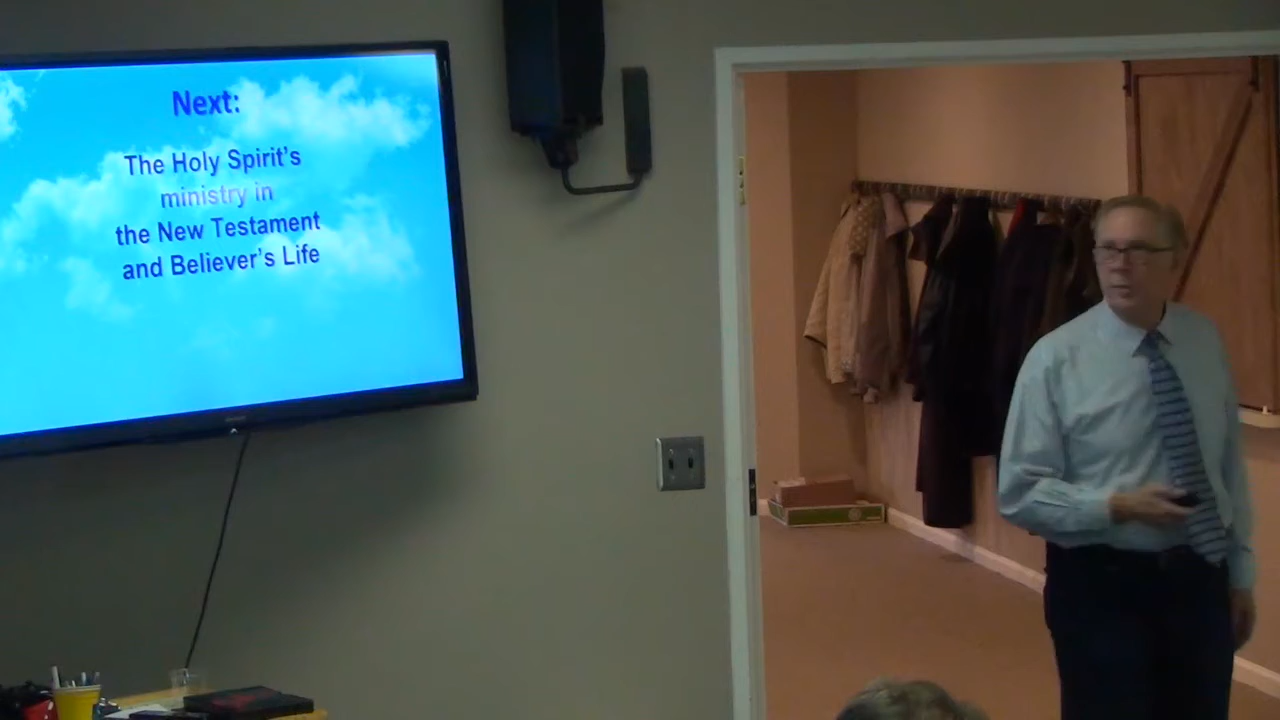 Next:
The Holy Spirit's
ministry in
the New Testament
and Believer's Life